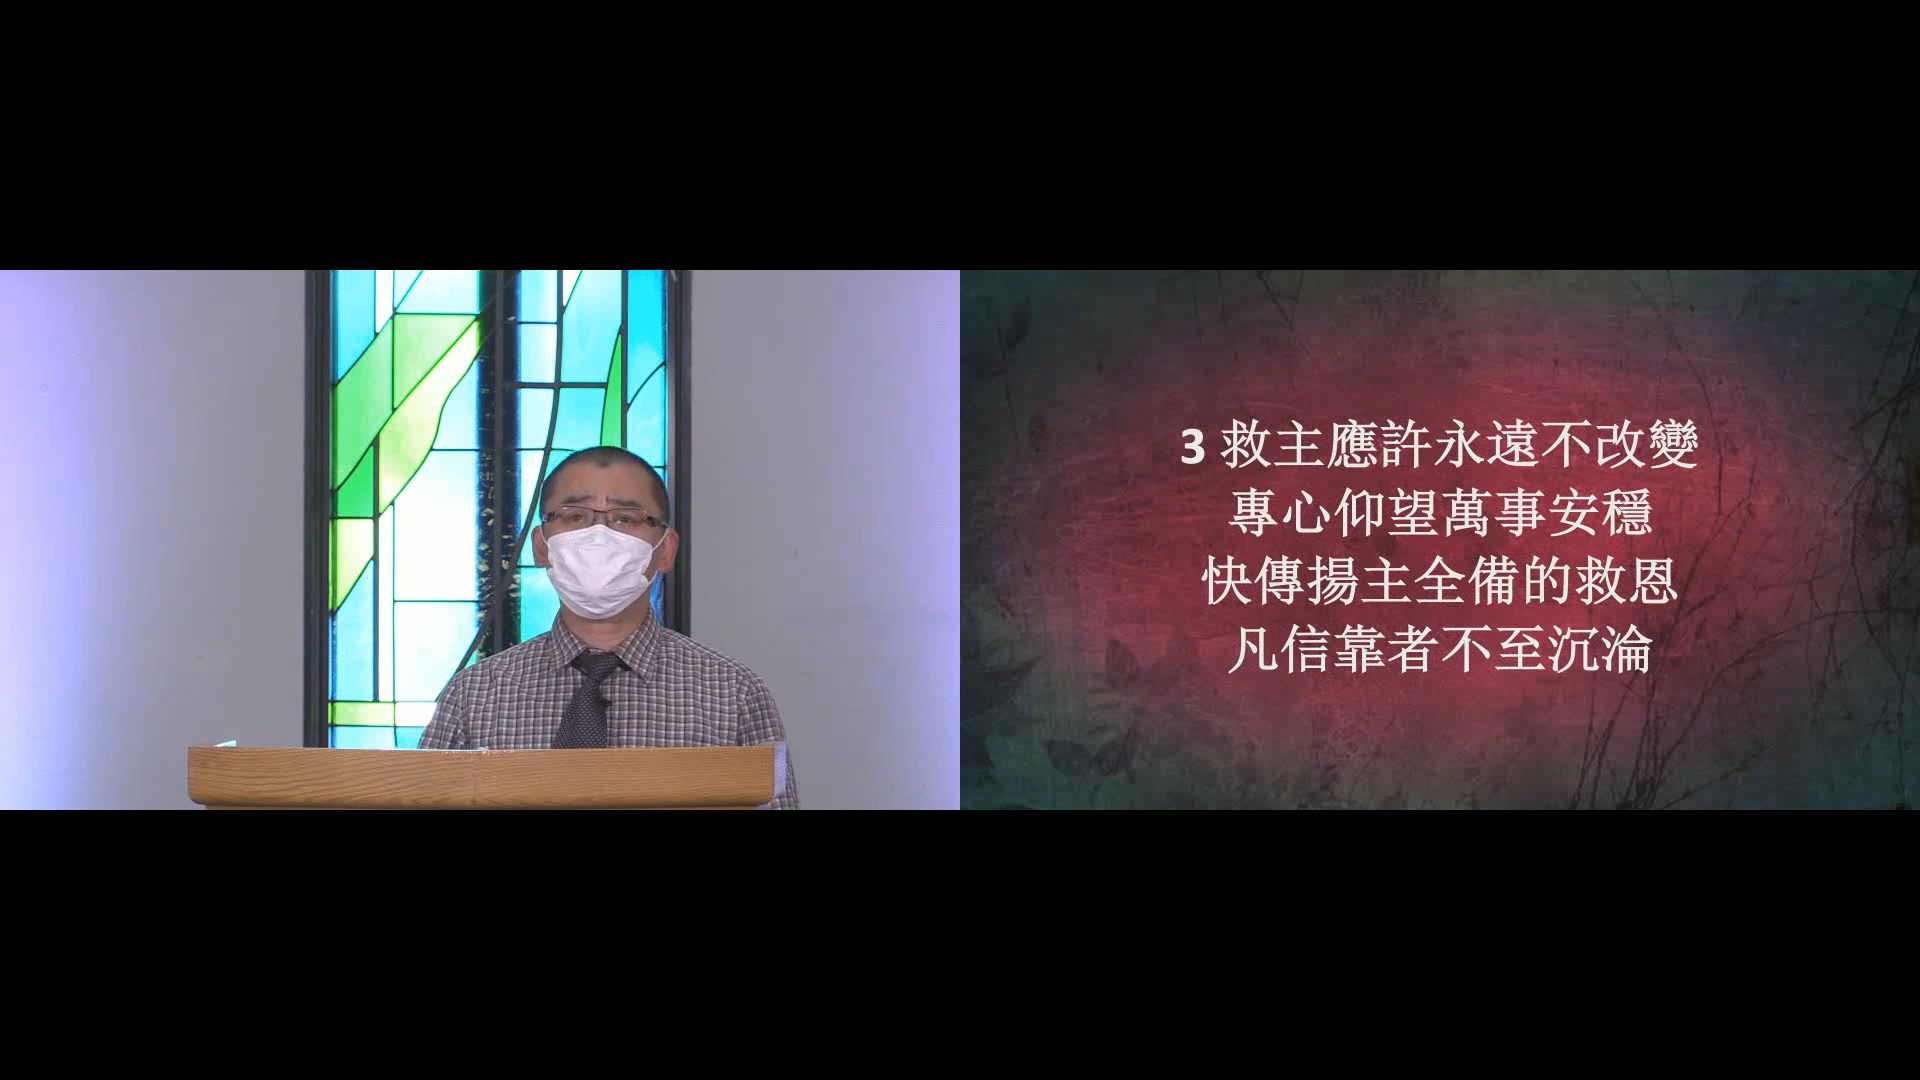 3 救主應許永遠不改變
專心仰望萬事安穩
快傳揚主全備的救恩
凡信靠者不至沉淪